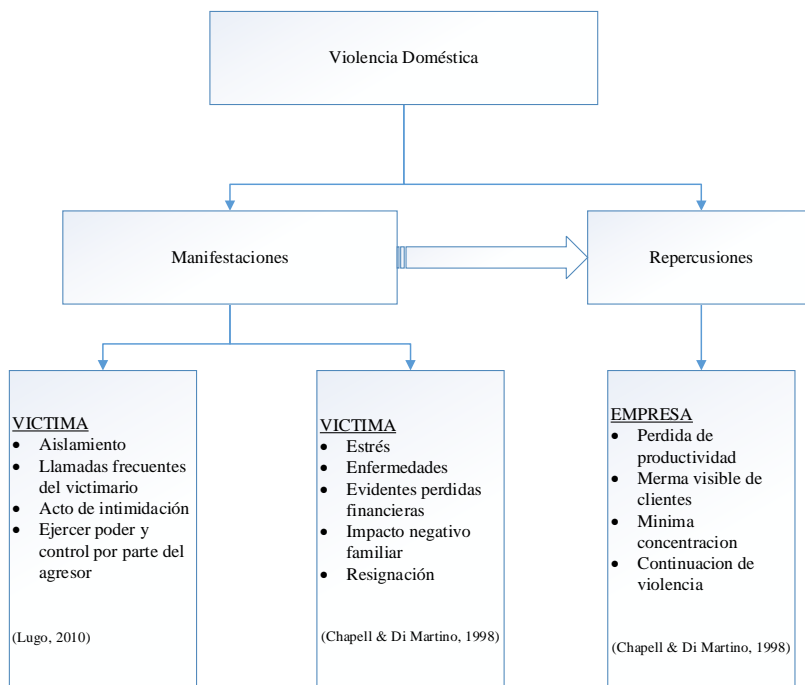 Violencia Doméstica
Manifestaciones
Repercusiones
VICTIMA
• Aislamiento
• Llamadas frecuentes
del victimario
• Acto de intimidación
• Ejercer poder y
control por parte del
agresor
(Lugo, 2010)
VICTIMA
• Estrés
• Enfermedades
• Evidentes perdidas
financieras
• Impacto negativo
familiar
• Resignación
(Chapell & Di Martino, 1998)
EMPRESA
• Perdida de
productividad
• Merma visible de
clientes
• Minima
concentracion
• Continuacion de
violencia
(Chapell & Di Martino, 1998)